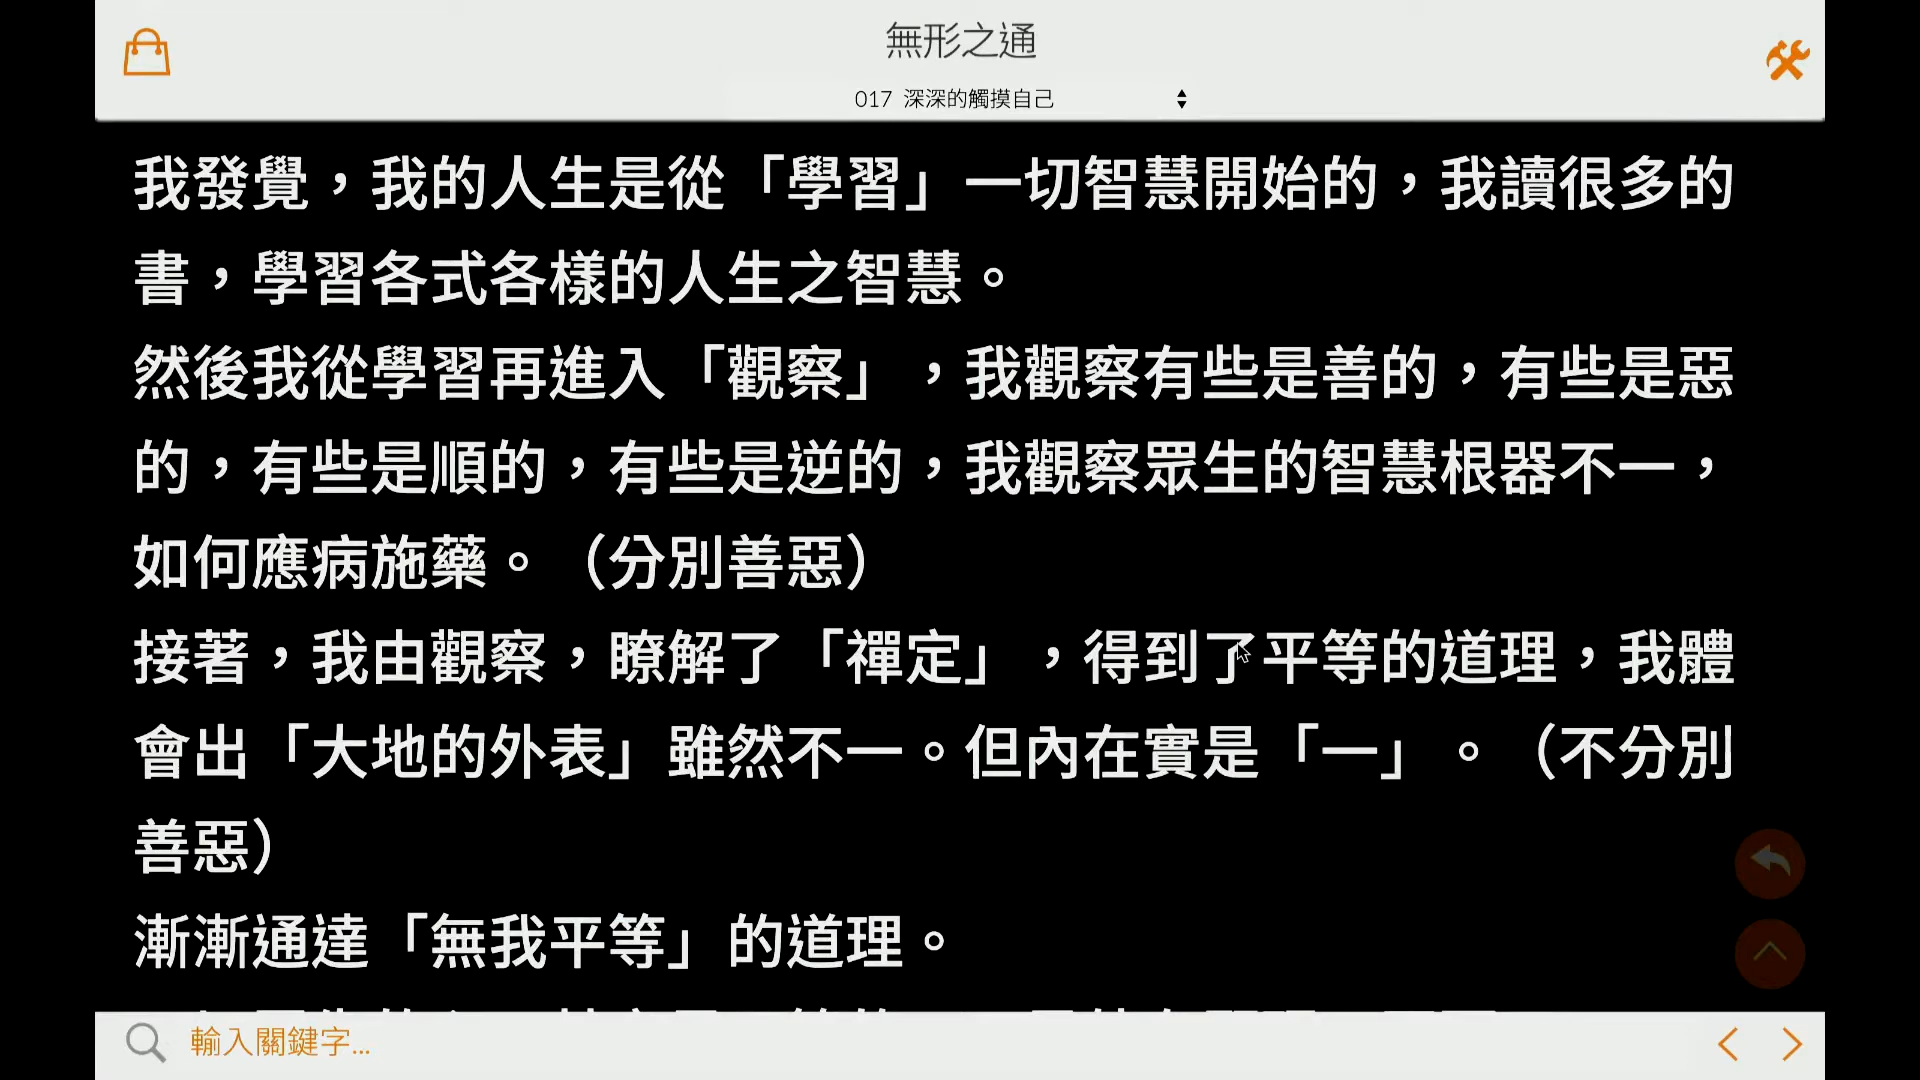 無形之通
017 深深的觸摸自己
我發覺，我的人生是從「學習」一切智慧開始的，我讀很多的
書，學習各式各樣的人生之智慧。
然後我從學習再進入「觀察」，我觀察有些是善的，有些是惡
的，有些是順的，有些是逆的，我觀察眾生的智慧根器不一，
如何應病施藥。（分別善惡）
接著，我由觀察，瞭解了「禪定」，得到了平等的道理，我體
會出「大地的外表」雖然不一。但內在實是「一」。（不分別
善惡）
漸漸通達「無我平等」的道理。
輸入關鍵字...